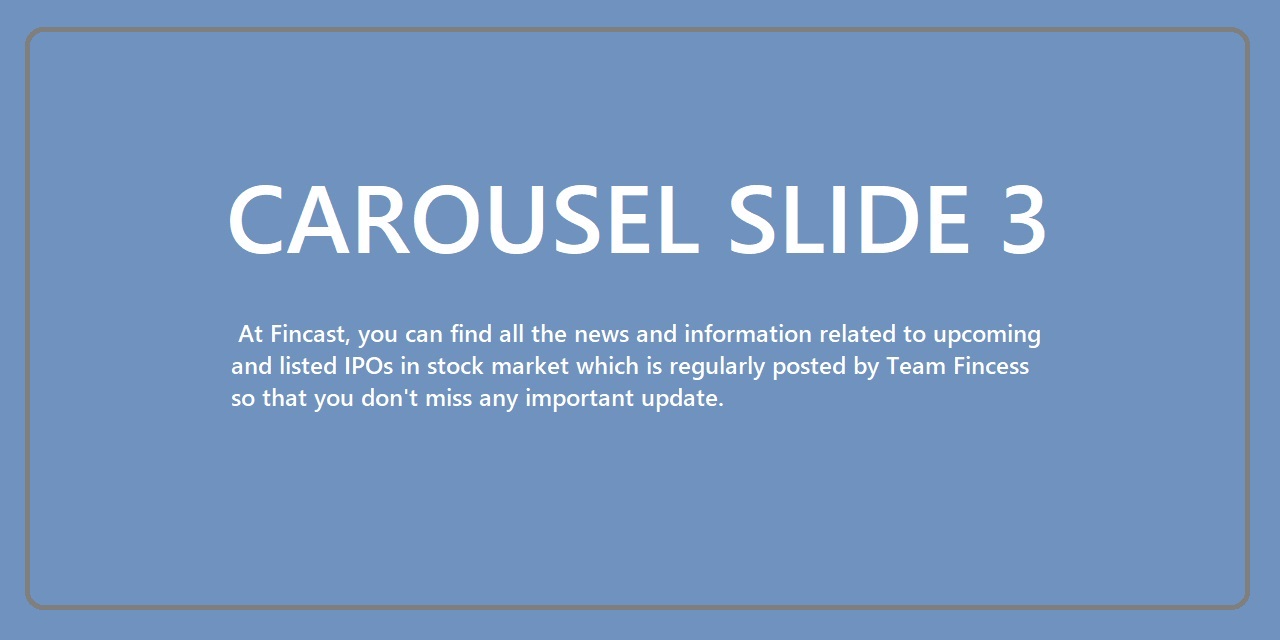 CAROUSEL SLIDE 3
At Fincast, you can find all the news and information related to upcoming
and listed IPOs in stock market which is regularly posted by Team Fincess
so that you don't miss any important update.